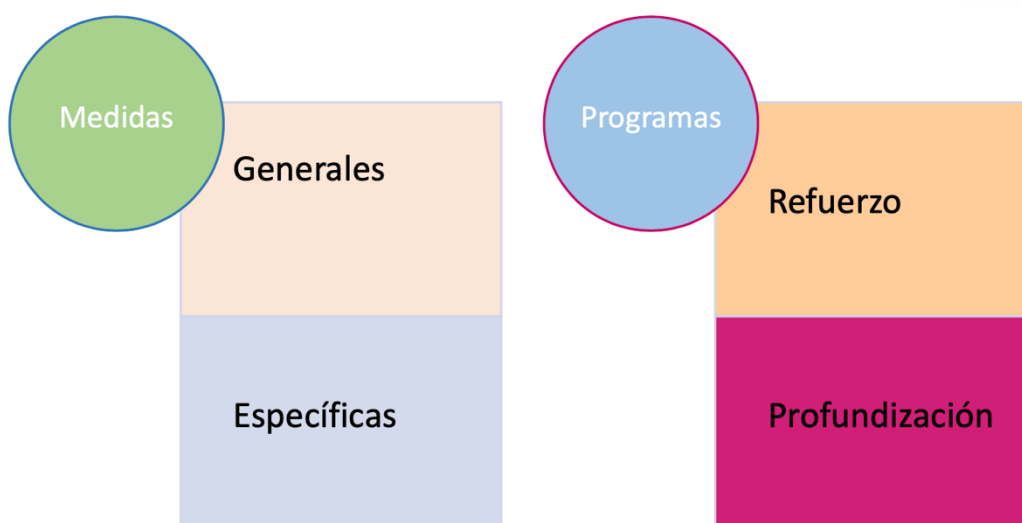 Medidas
Generales
Específicas
Programas
Refuerzo
Profundización